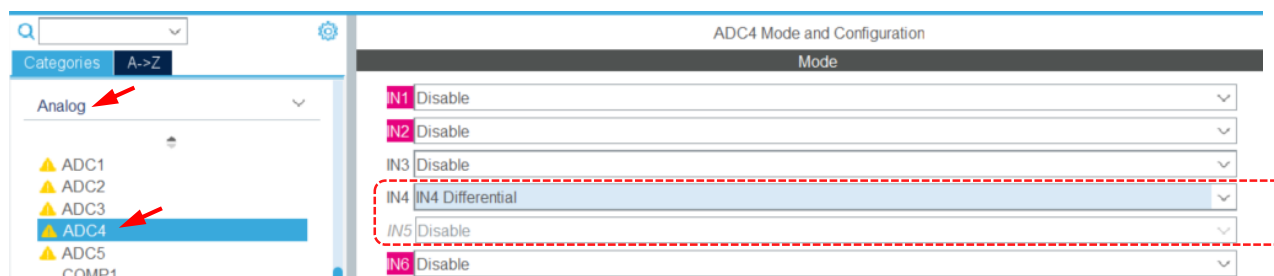 ADC4 Mode and Configuration
Categories A->Z
Mode
Analog
ADC1
ADC2
ADC3
ADC4
ADC5
COMP1
IN1 Disable
IN2 Disable
IN3 Disable
IN4 IN4 Differential
IN5 Disable
IN6 Disable